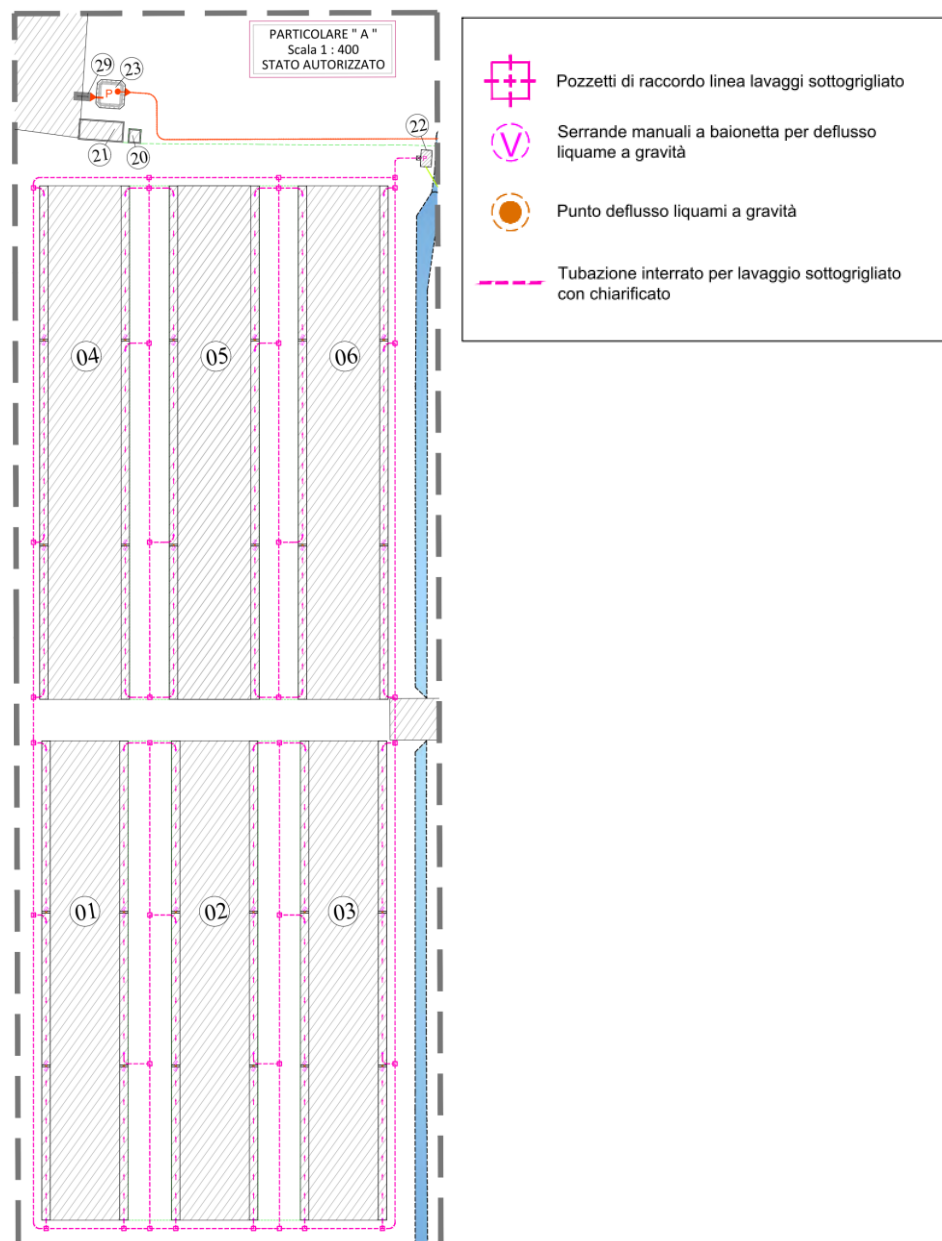 PARTICOLARE " A "
Scala 1 : 400
STATO AUTORIZZATO
29
23
P
21
20
22
P
04
05
06
01
02
03
Pozzetti di raccordo linea lavaggi sottogrigliato
V
Serrande manuali a baionetta per deflusso
liquame a gravità
Punto deflusso liquami a gravità
Tubazione interrato per lavaggio sottogrigliato
con chiarificato